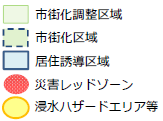 市街化調整区域
市街化区域
居住誘導区域
災害レッドゾーン
浸水ハザードエリア等